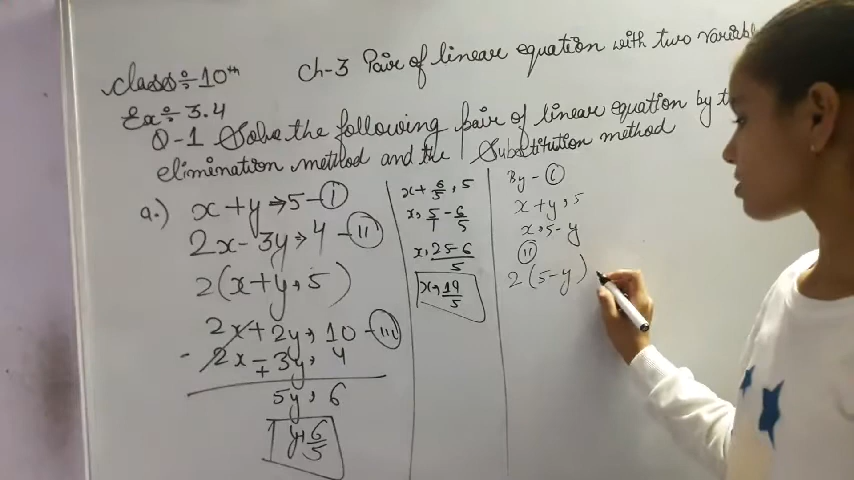 Class÷10th
Ch-3 Pair of linear equation with two variabl
Ex÷3.4
Q-1 Solve the following pair of linear equation by t
elimination method and the Substitution method
a.) x+y=5-(I)
2x-3y=4-(II)
2(x+y=5)
2x+2y=10-(III)
- 2x-+3y=4
5y=6
y=6/5
x+6/5=5
x=5/1-6/5
x=25-6/5
x=19/5
By-(i)
x+y=5
x=5-y
(II)
2(5-y)